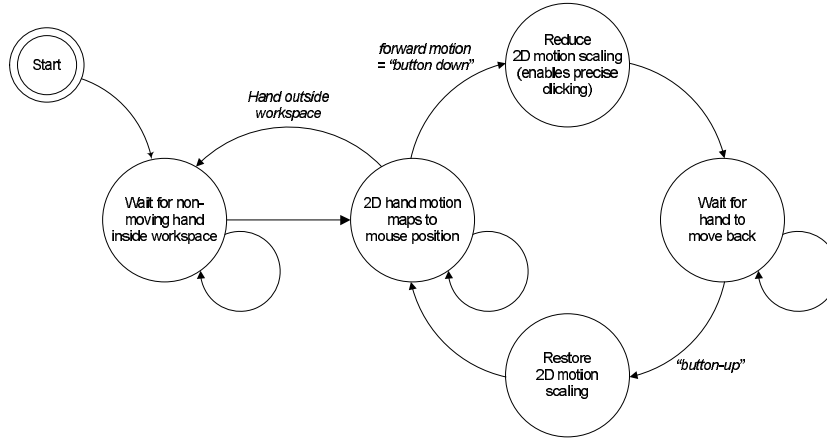 Start
Hand outside
workspace
forward motion
= “button down”
Reduce
2D motion scaling
(enables precise
clicking)
Wait for non-
moving hand
inside workspace
2D hand motion
maps to
mouse position
Wait for
hand to
move back
Restore
2D motion
scaling
“button-up”